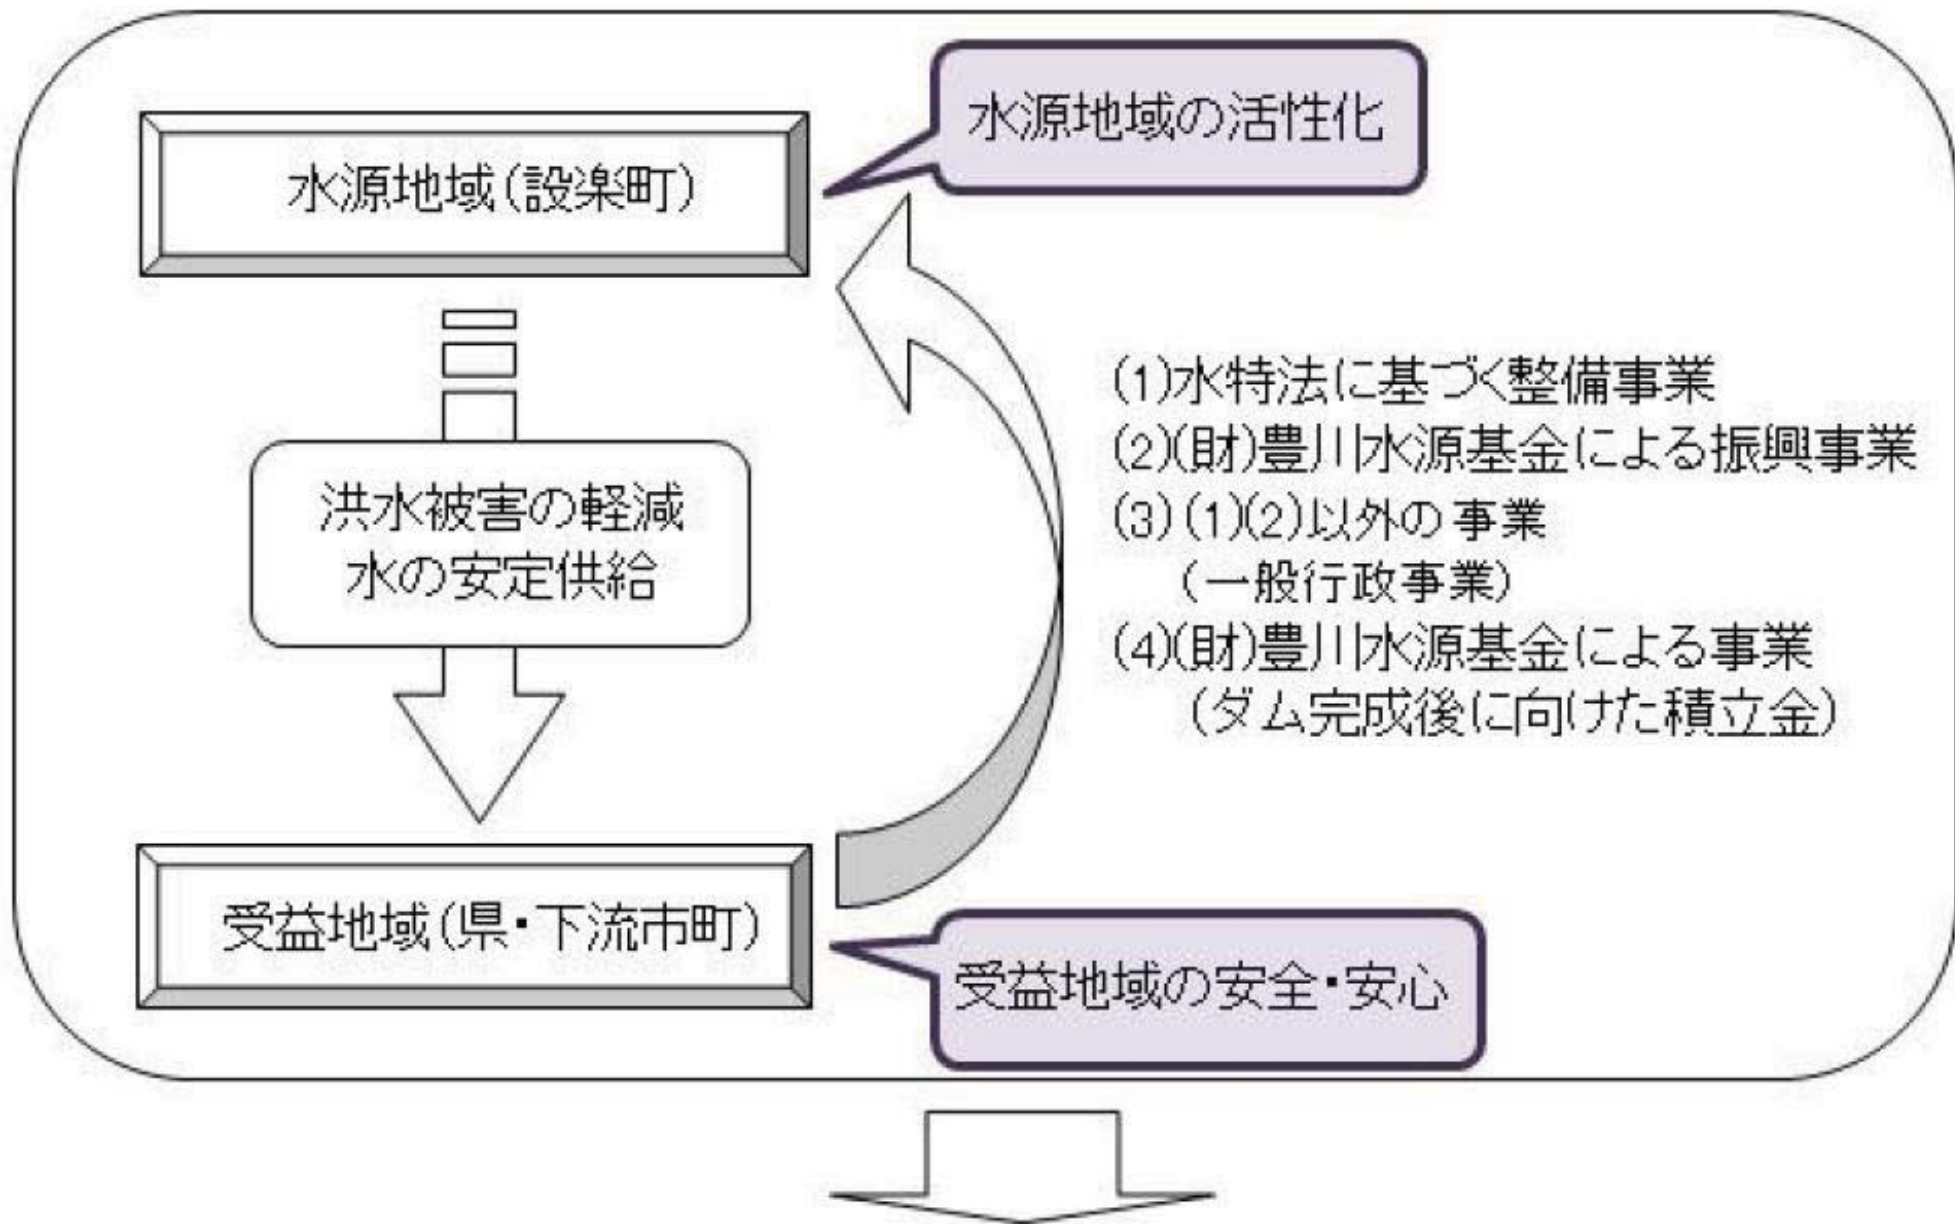 水源地域の活性化
水源地域(設楽町)
洪水被害の軽減
水の安定供給
(1)水特法に基づく整備事業
(2)(財)豊川水源基金による振興事業
(3)(1)(2)以外の事業
(一般行政事業)
(4)(財)豊川水源基金による事業
(ダム完成後に向けた積立金)
受益地域(県・下流市町)
受益地域の安全・安心